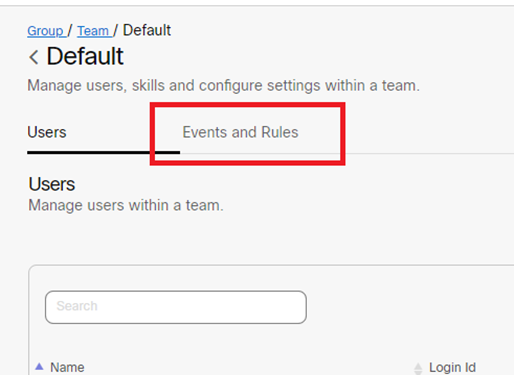 Group / Team / Default
Default
Manage users, skills and configure settings within a team.
Users Events and Rules
Users
Manage users within a team.
Search
Name Login Id